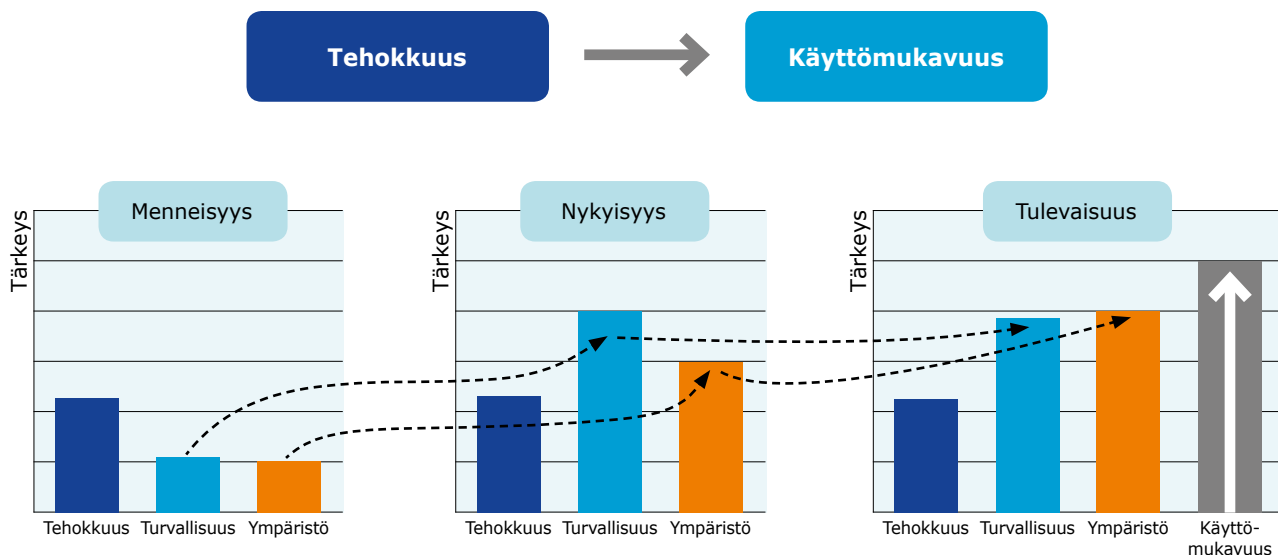 Tehokkuus
Käyttömukavuus
Menneisyys
Nykyisyys
Tulevaisuus
Tärkeys
Tärkeys
Tärkeys
Tehokkuus
Turvallisuus
Ympäristö
Tehokkuus
Turvallisuus
Ympäristö
Tehokkuus
Turvallisuus
Ympäristö
Käyttö-
mukavuus